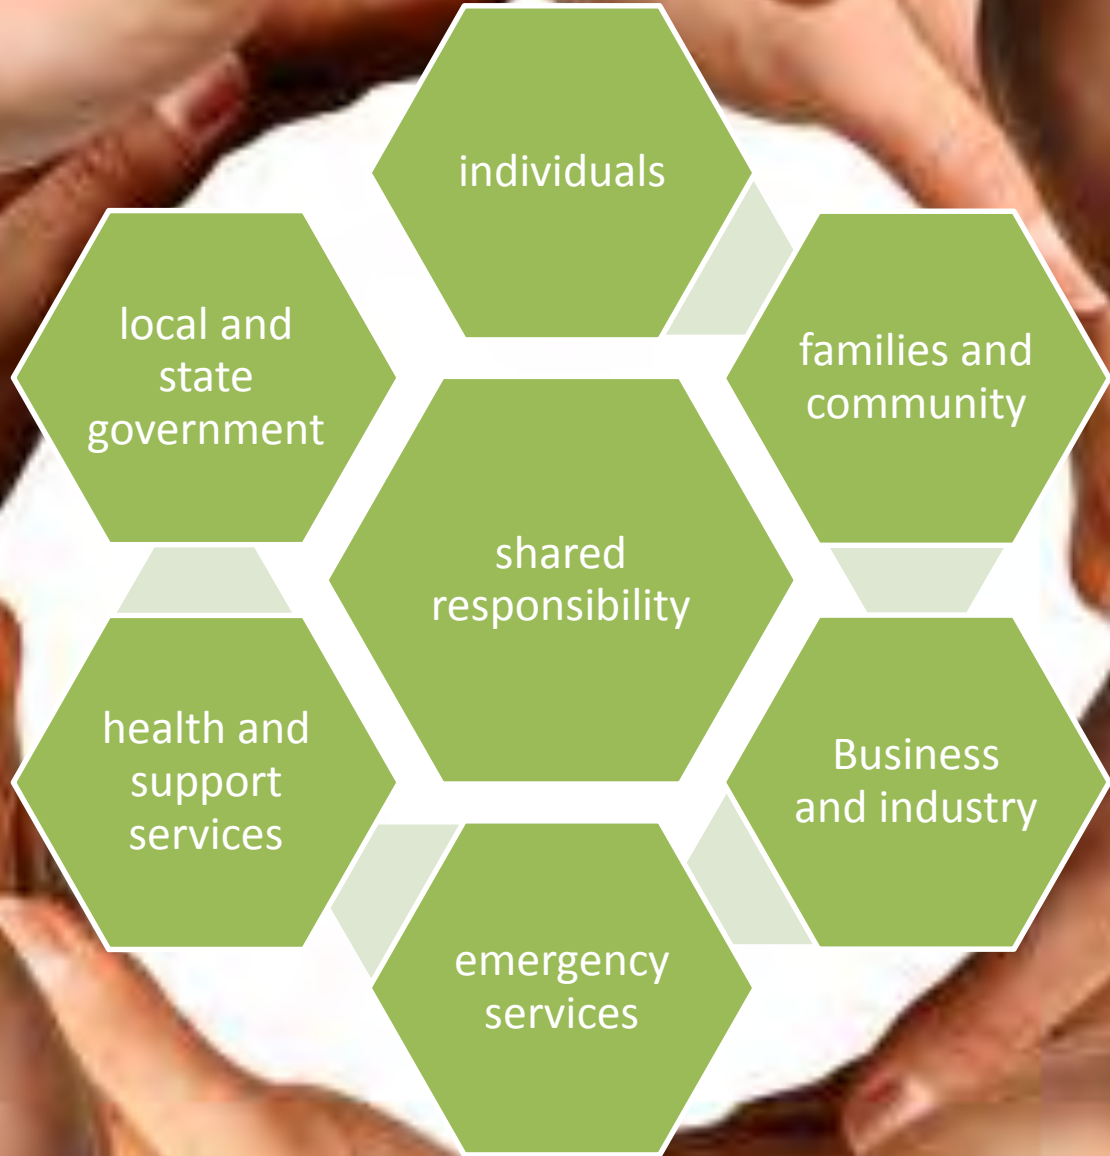 individuals
families and
community
Business
and industry
emergency
services
health and
support
services
local and
state
government
shared
responsibility